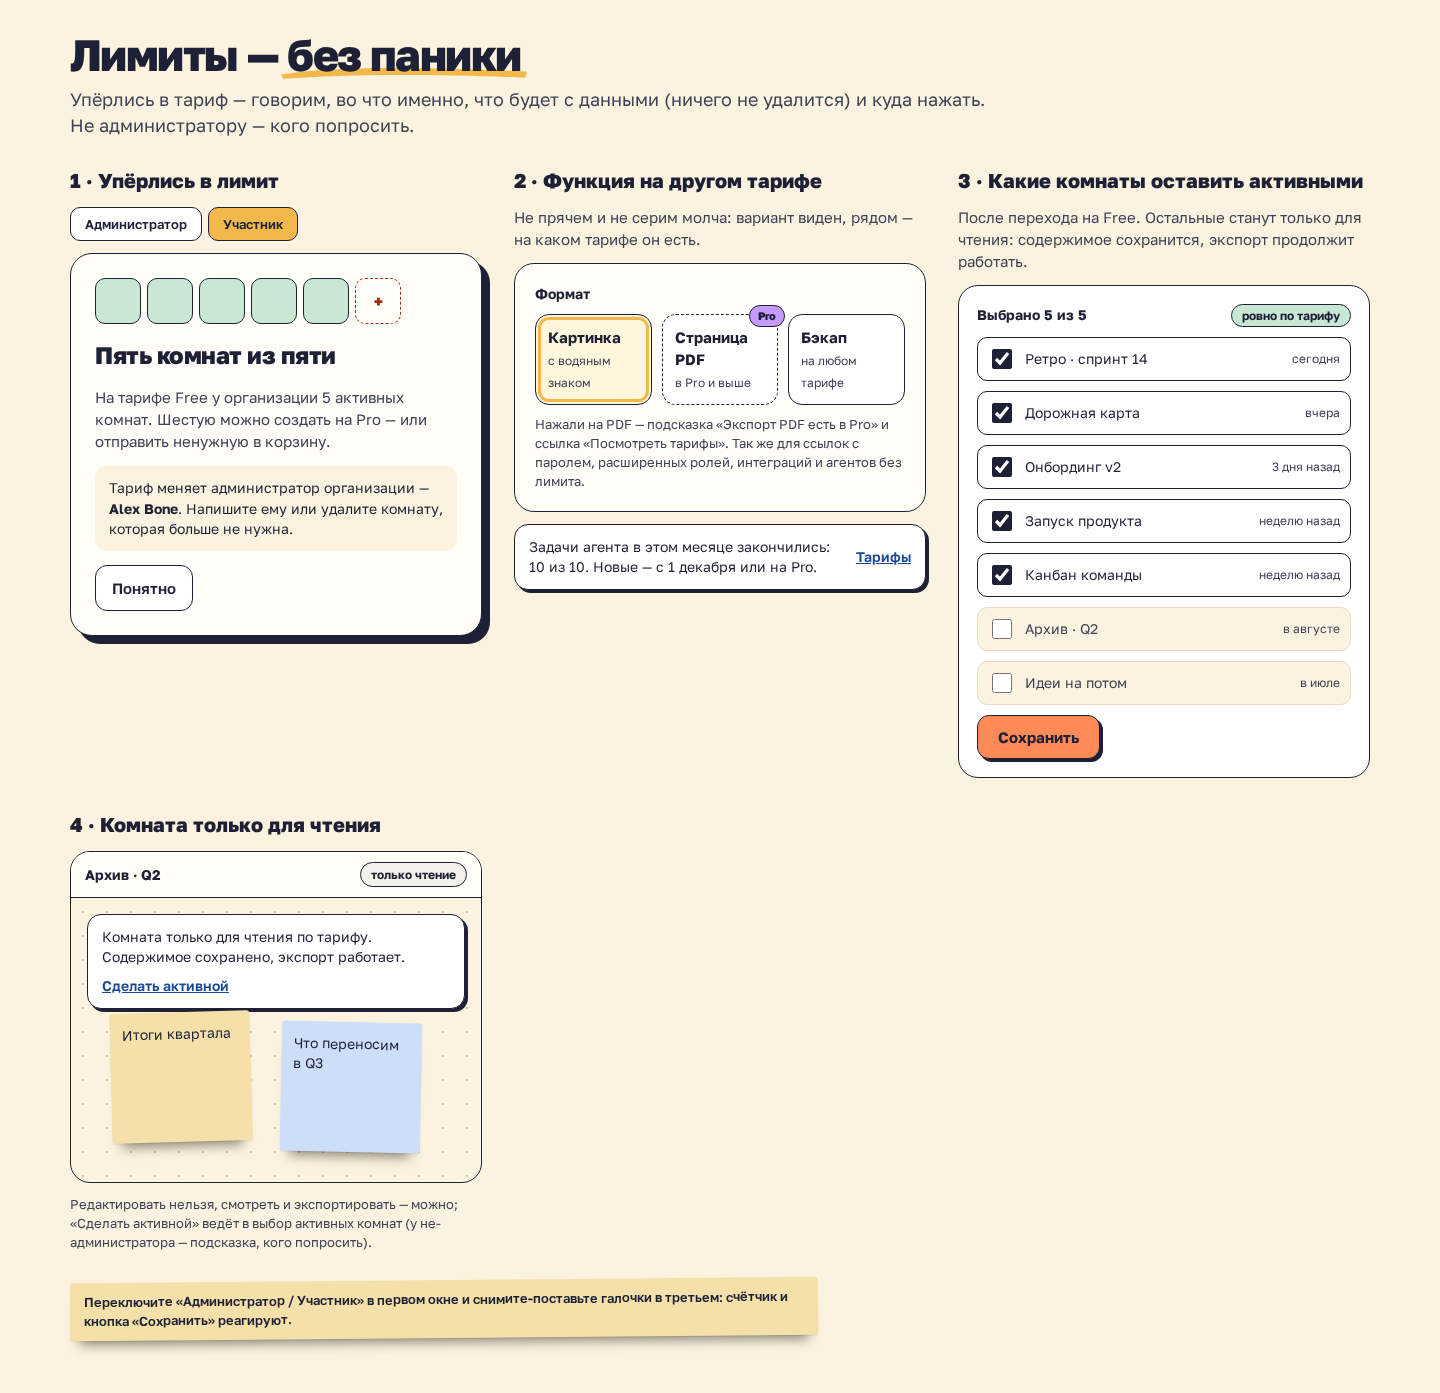 Лимиты — без паники
Упёрлись в тариф — говорим, во что именно, что будет с данными (ничего не удалится) и куда нажать.
Не администратору — кого попросить.
1 · Упёрлись в лимит
Администратор
Участник
+
Пять комнат из пяти
На тарифе Free у организации 5 активных
комнат. Шестую можно создать на Pro — или
отправить ненужную в корзину.
Тариф меняет администратор организации —
Alex Bone. Напишите ему или удалите комнату,
которая больше не нужна.
Понятно
2 · Функция на другом тарифе
Не прячем и не серим молча: вариант виден, рядом —
на каком тарифе он есть.
Формат
Картинка
с водяным
знаком
Pro
Страница
PDF
в Pro и выше
Бэкап
на любом
тарифе
Нажали на PDF — подсказка «Экспорт PDF есть в Pro» и
ссылка «Посмотреть тарифы». Так же для ссылок с
паролем, расширенных ролей, интеграций и агентов без
лимита.
Задачи агента в этом месяце закончились:
10 из 10. Новые — с 1 декабря или на Pro.
Тарифы
3 · Какие комнаты оставить активными
После перехода на Free. Остальные станут только для
чтения: содержимое сохранится, экспорт продолжит
работать.
Выбрано 5 из 5
ровно по тарифу
Ретро · спринт 14
сегодня
Дорожная карта
вчера
Онбординг v2
3 дня назад
Запуск продукта
неделю назад
Канбан команды
неделю назад
Архив · Q2
в августе
Идеи на потом
в июле
Сохранить
4 · Комната только для чтения
Архив · Q2
только чтение
Комната только для чтения по тарифу.
Содержимое сохранено, экспорт работает.
Сделать активной
Итоги квартала
Что переносим
в Q3
Редактировать нельзя, смотреть и экспортировать — можно;
«Сделать активной» ведёт в выбор активных комнат (у не-
администратора — подсказка, кого попросить).
Переключите «Администратор / Участник» в первом окне и снимите-поставьте галочки в третьем: счётчик и
кнопка «Сохранить» реагируют.